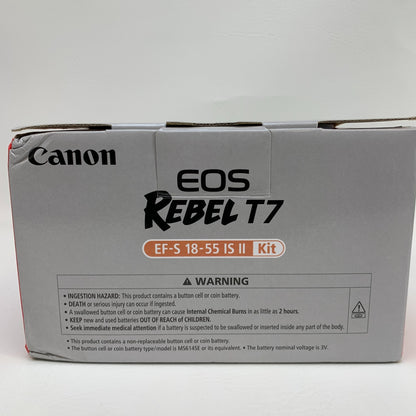 Canon
EOS
REBEL T7
EF-S 18-55 IS II Kit
⚠ WARNING
• INGESTION HAZARD: This product contains a button cell or coin battery.
• DEATH or serious injury can occur if ingested.
• A swallowed button cell or coin battery can cause Internal Chemical Burns in as little as 2 hours.
• KEEP new and used batteries OUT OF REACH OF CHILDREN.
• Seek immediate medical attention if a battery is suspected to be swallowed or inserted inside any part of the body.
• This product contains a non-replaceable button cell or coin battery.
• The button cell or coin battery type/model is MS614SE or its equivalent. • The battery nominal voltage is 3V.